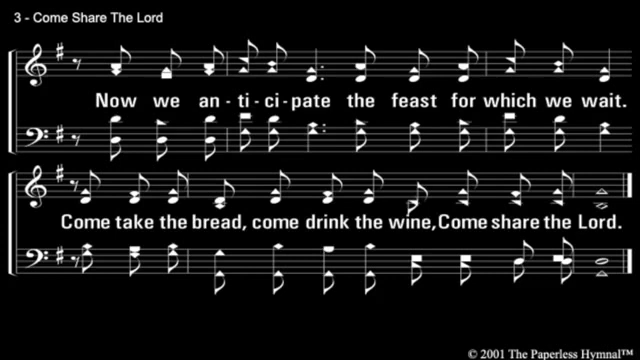 3 - Come Share The Lord
Now we an - ti - ci - pate the feast for which we wait.
Come take the bread, come drink the wine, Come share the Lord.
© 2001 The Paperless Hymnal™